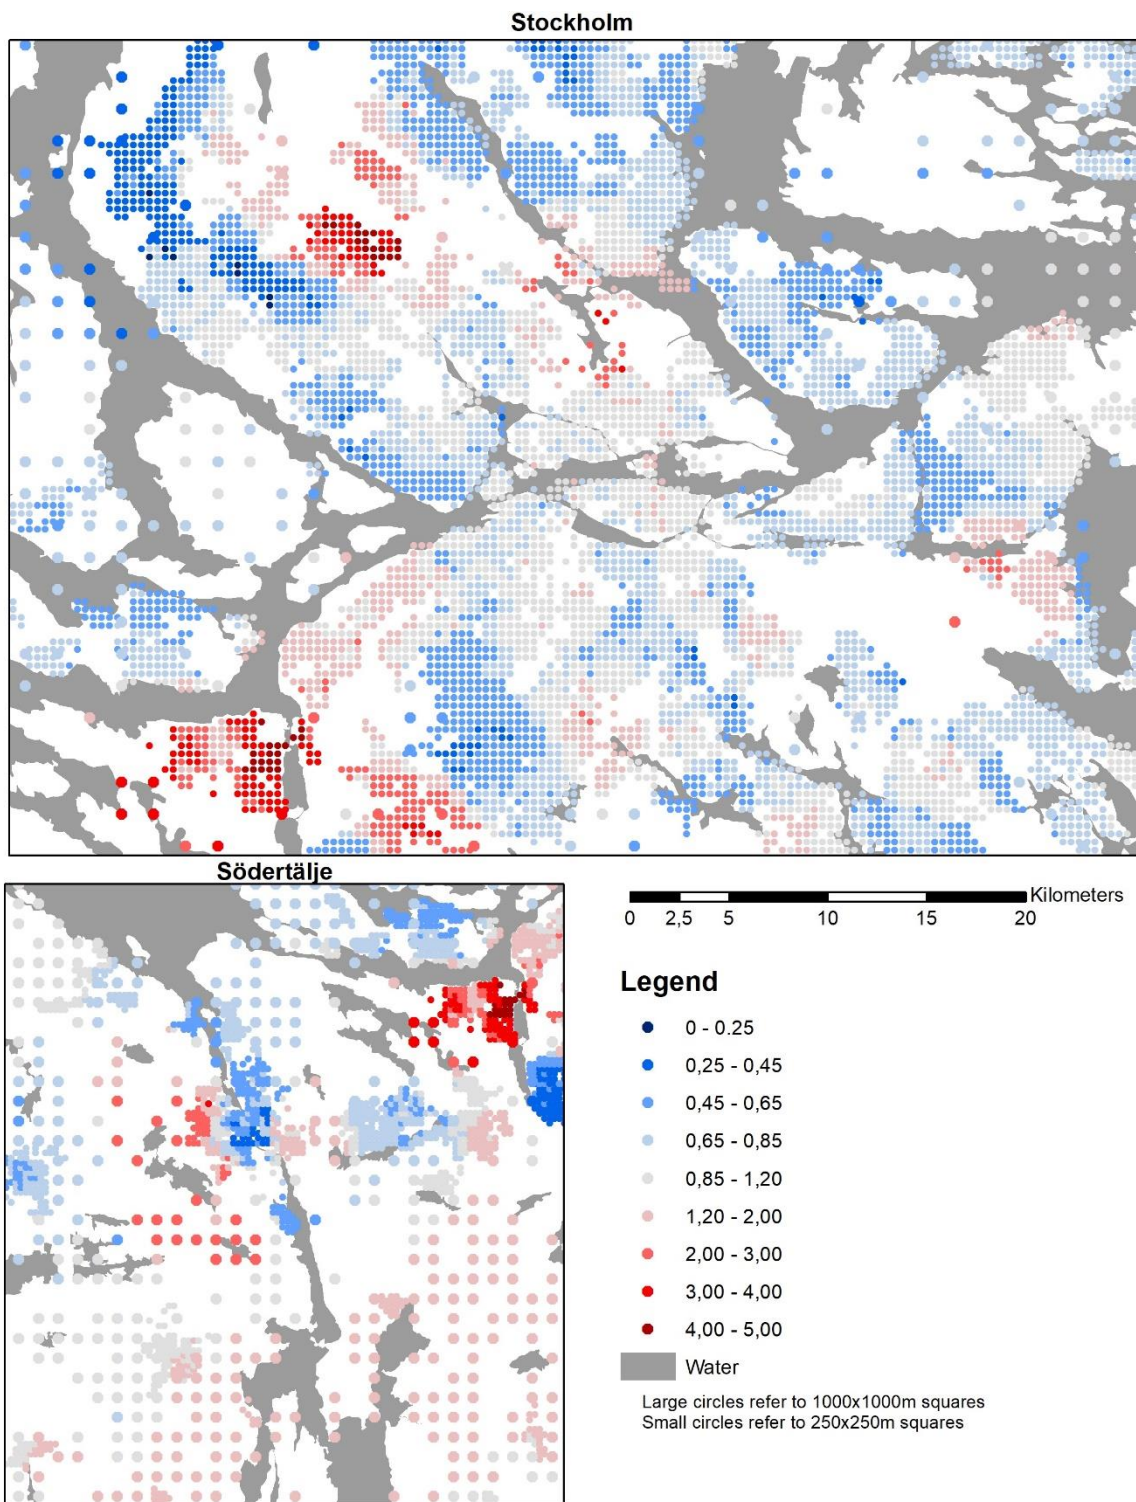 Stockholm
Södertälje
Kilometers
0 2,5 5 10 15 20
Legend
0 - 0.25
0,25 - 0,45
0,45 - 0,65
0,65 - 0,85
0,85 - 1,20
1,20 - 2,00
2,00 - 3,00
3,00 - 4,00
4,00 - 5,00
Water
Large circles refer to 1000x1000m squares
Small circles refer to 250x250m squares